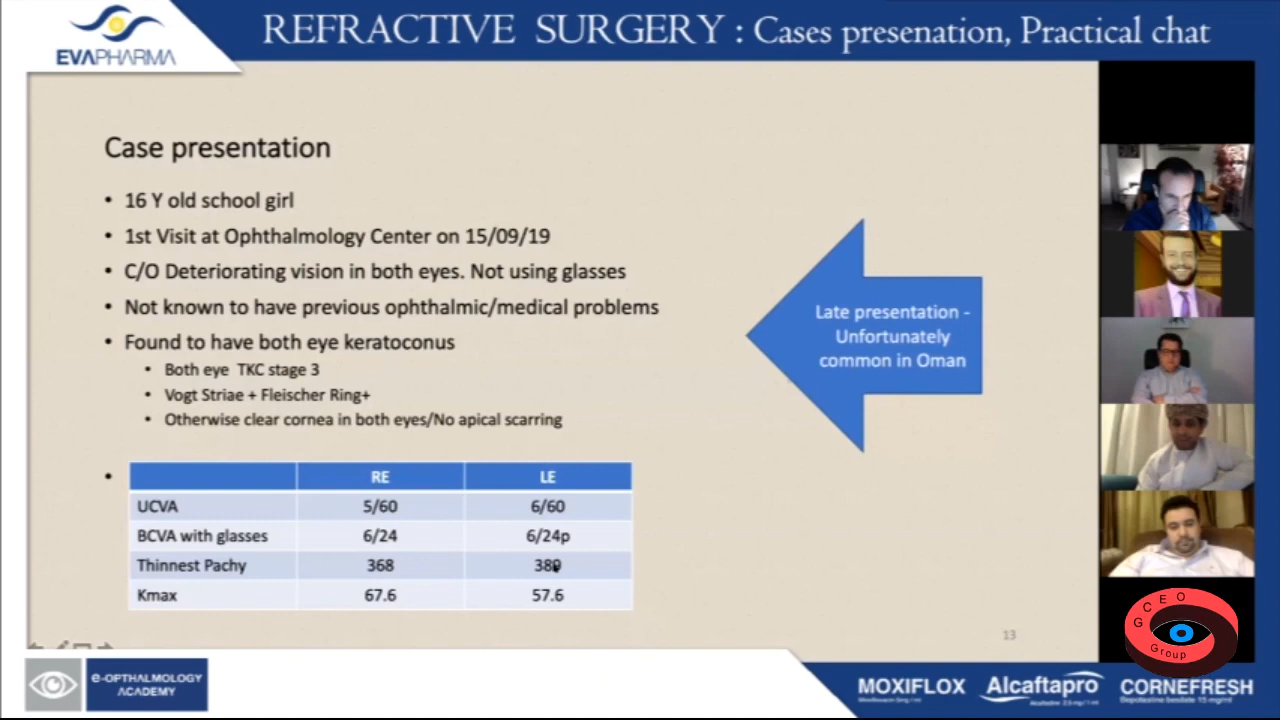 EVAPHARMA
REFRACTIVE SURGERY : Cases presenation, Practical chat
Case presentation
• 16 Y old school girl
• 1st Visit at Ophthalmology Center on 15/09/19
• C/O Deteriorating vision in both eyes. Not using glasses
• Not known to have previous ophthalmic/medical problems
• Found to have both eye keratoconus
• Both eye TKC stage 3
• Vogt Striae + Fleischer Ring+
• Otherwise clear cornea in both eyes/No apical scarring
Late presentation -
Unfortunately
common in Oman
RE LE
UCVA 5/60 6/60
BCVA with glasses 6/24 6/24p
Thinnest Pachy 368
Kmax 67.6 57.6
13
GCEO
Group
e-OPTHALMOLOGY
ACADEMY
MOXIFLOX Alcaftapro CORNEFRESH